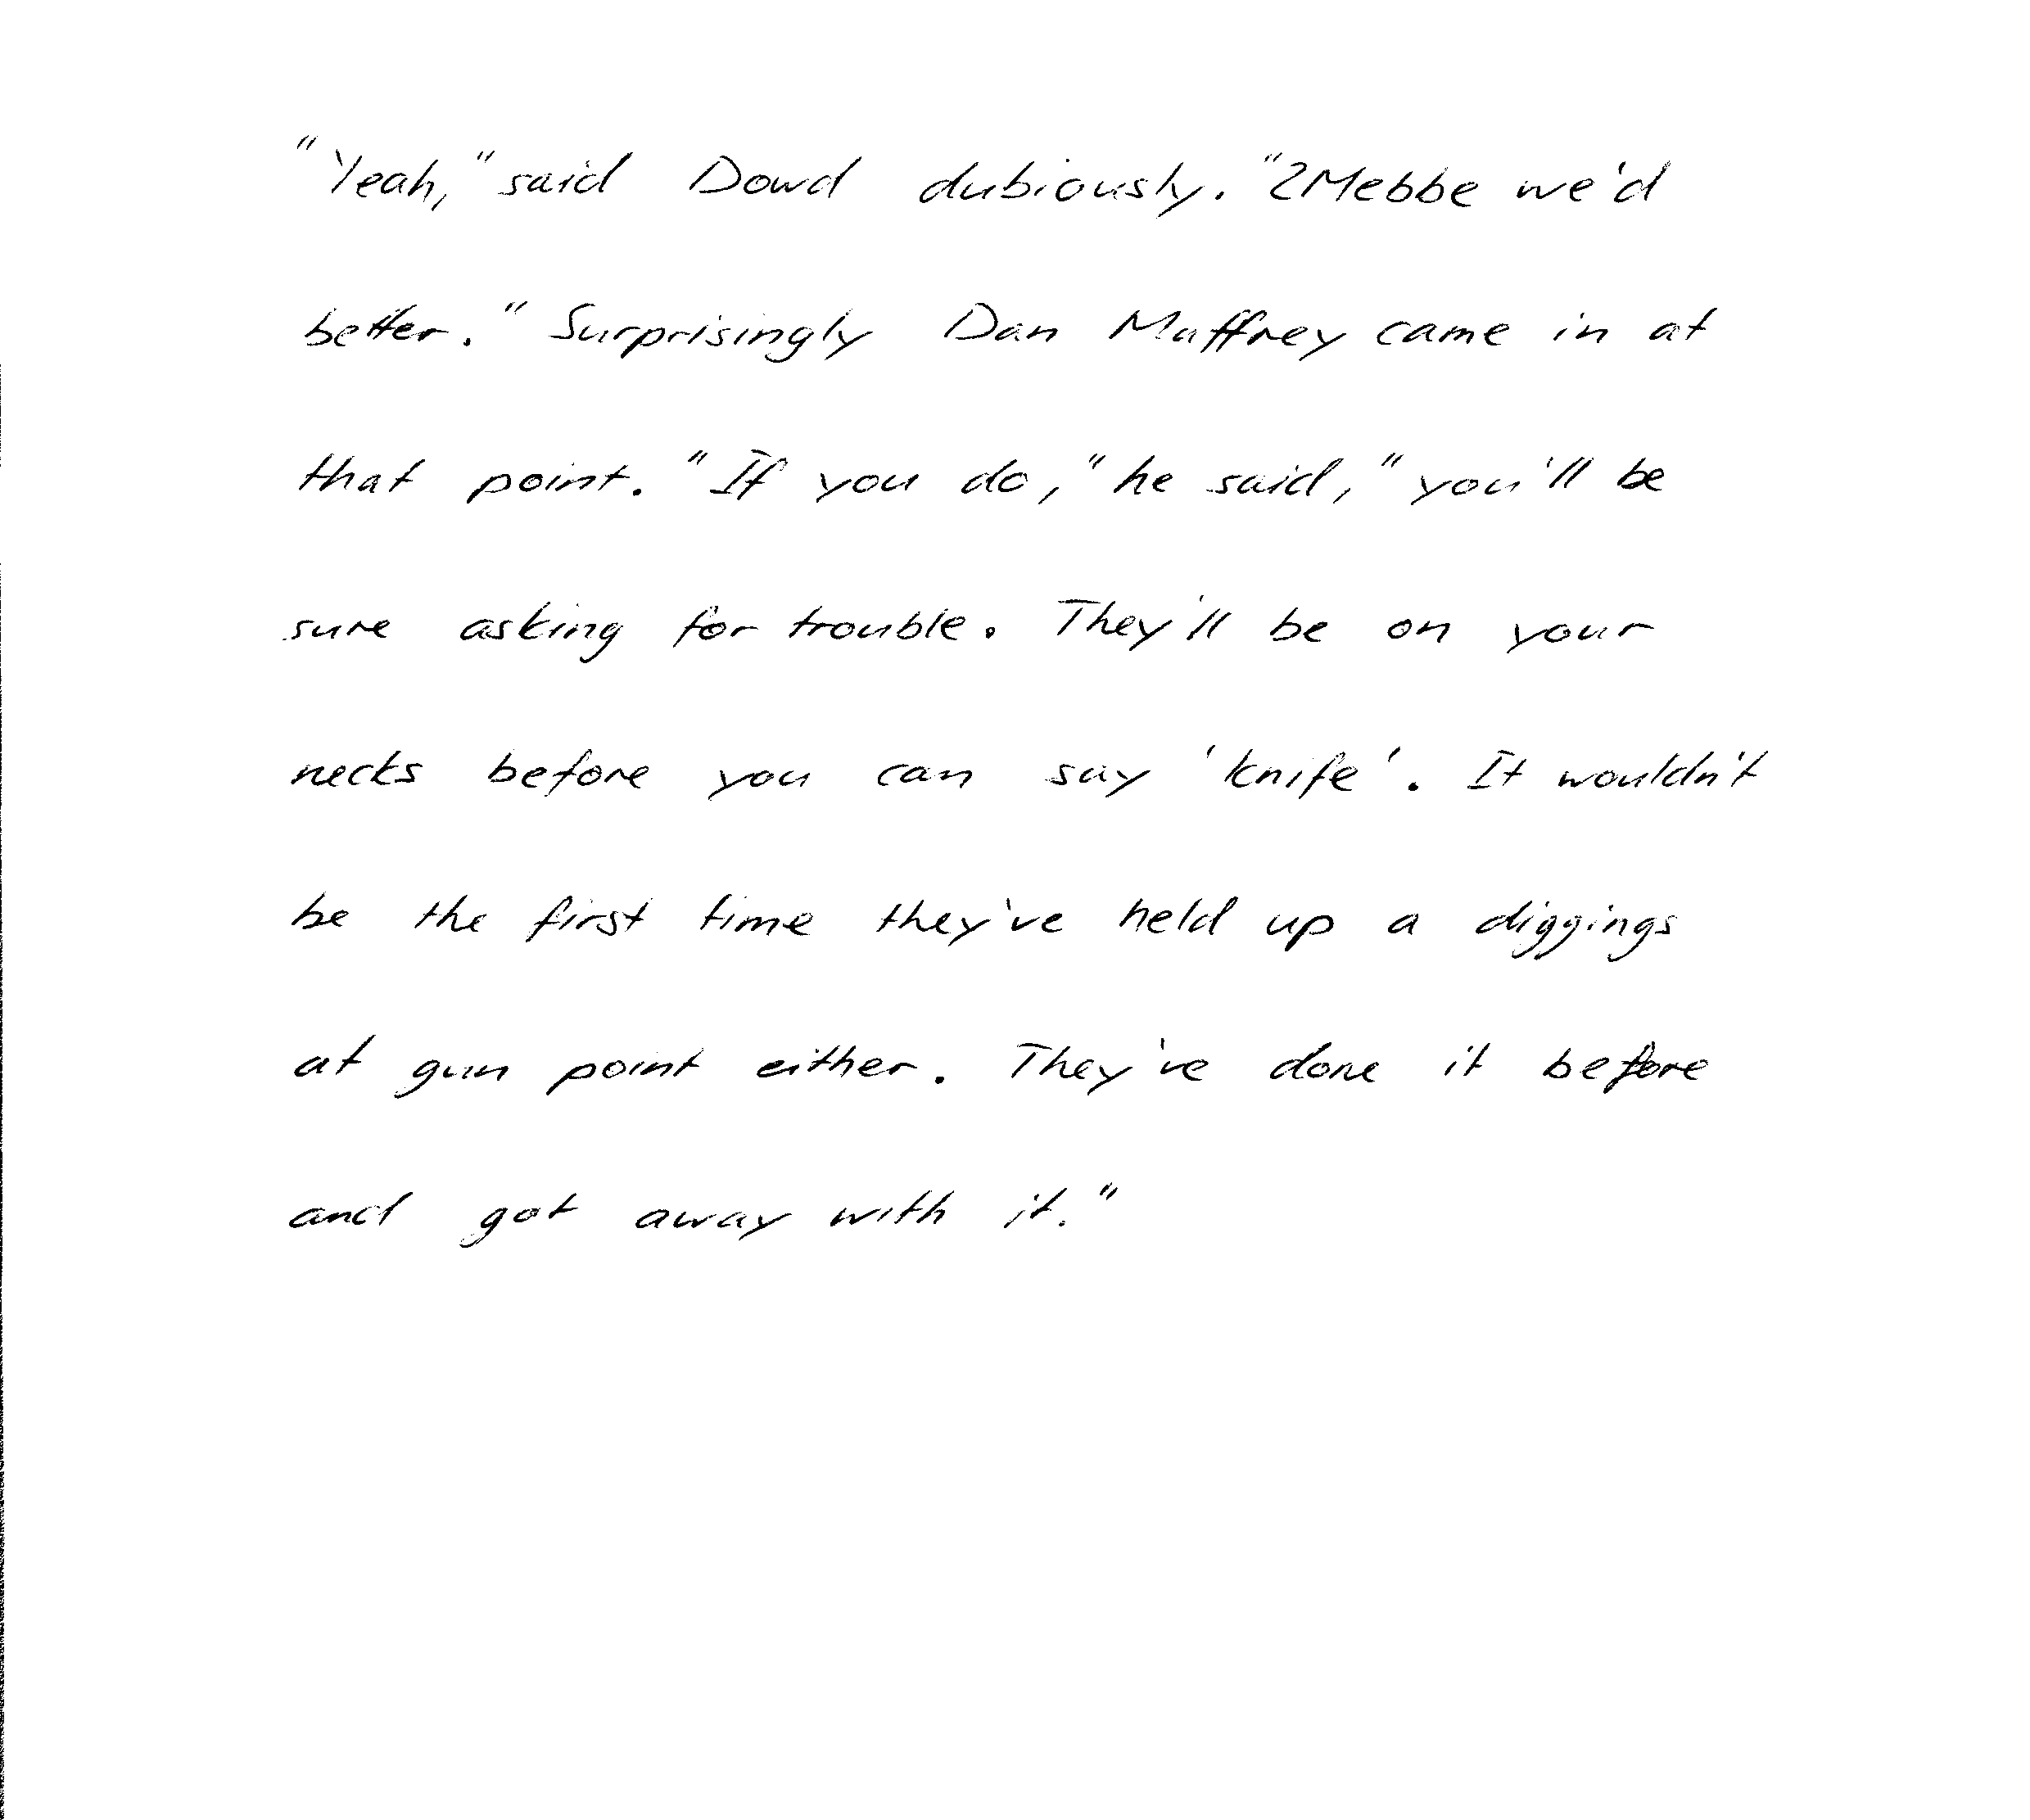 "Yeah," said Dowd dubiously. "2Mebbe we'd
better." Surprisingly Dan Maffrey came in at
that point. "If you do," he said, "you'll be
sure asking for trouble. They'll be on your
necks before you can say 'knife'. It wouldn't
be the first time they've held up a diggings
at gun point either. They've done it before
and got away with it."